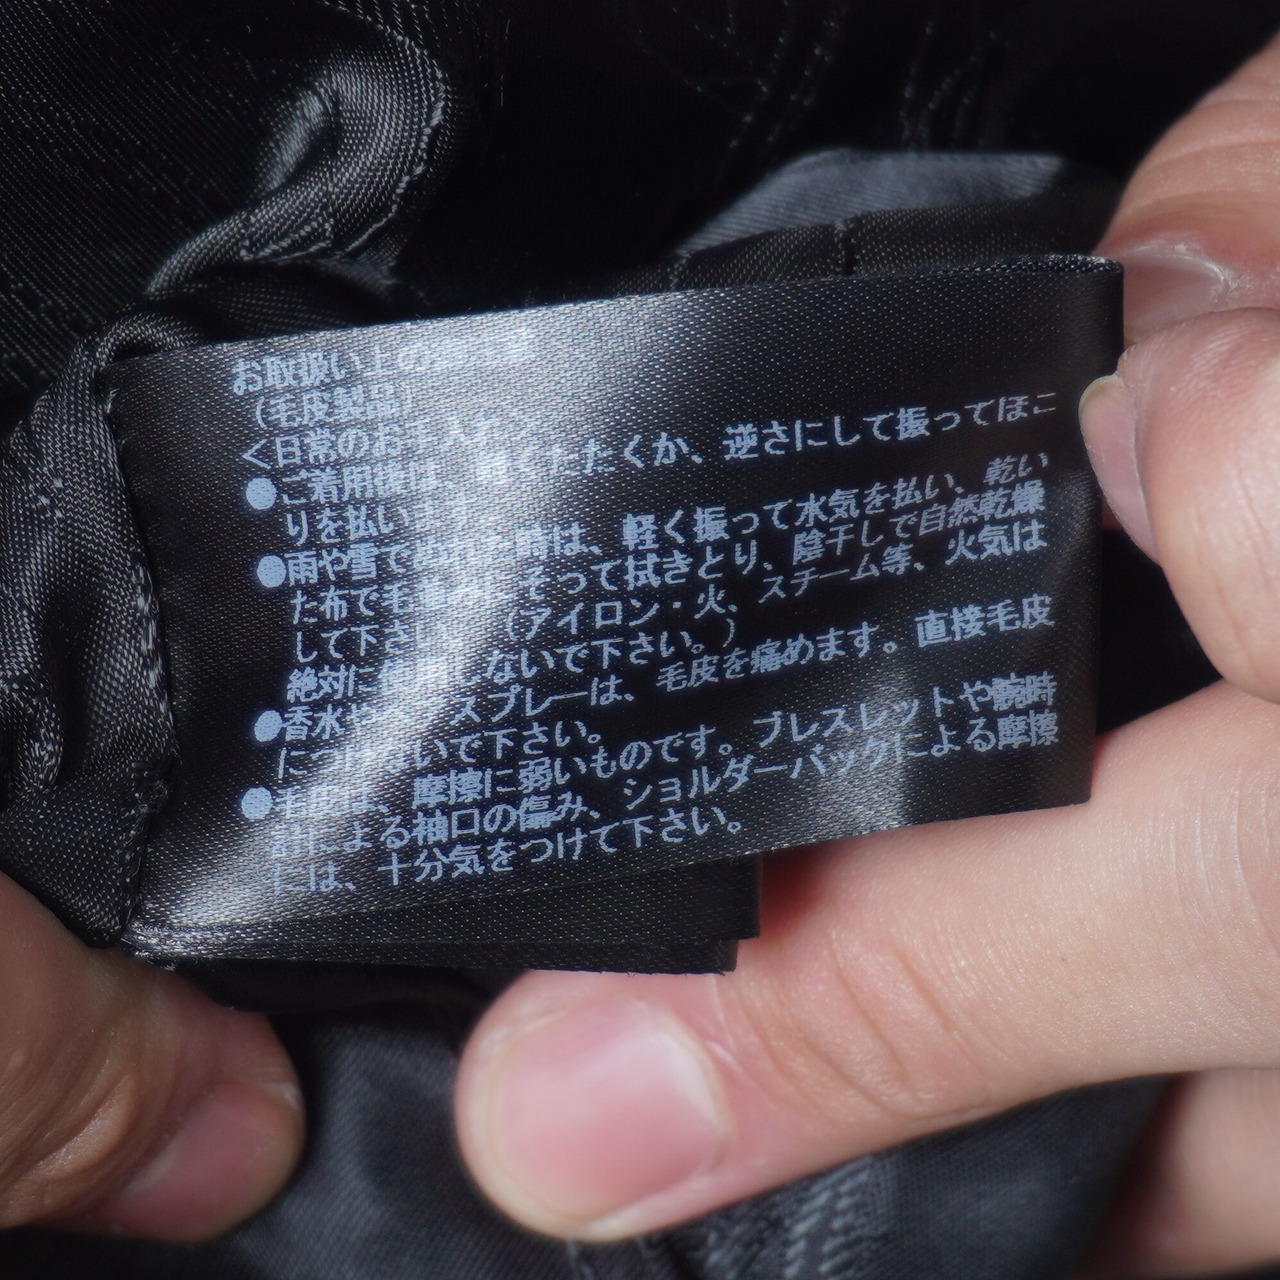 お取扱い上の
(毛皮製品)
<日常のお手入れ
●ご着用後は、軽くたたくか、逆さにして振ってほこ
りを払います
●雨や雪で 時は、軽く振って水気を払い、乾い
た布で毛 そって拭きとり、陰干しで自然乾燥
して下さい (アイロン・火、スチーム等、火気は
絶対に しないで下さい。)
●香水や スプレーは、毛皮を痛めます。直接毛皮
につけないで下さい。
●毛皮は、摩擦に弱いものです。ブレスレットや腕時
計による袖口の傷み、ショルダーバックによる摩擦
には、十分気をつけて下さい。